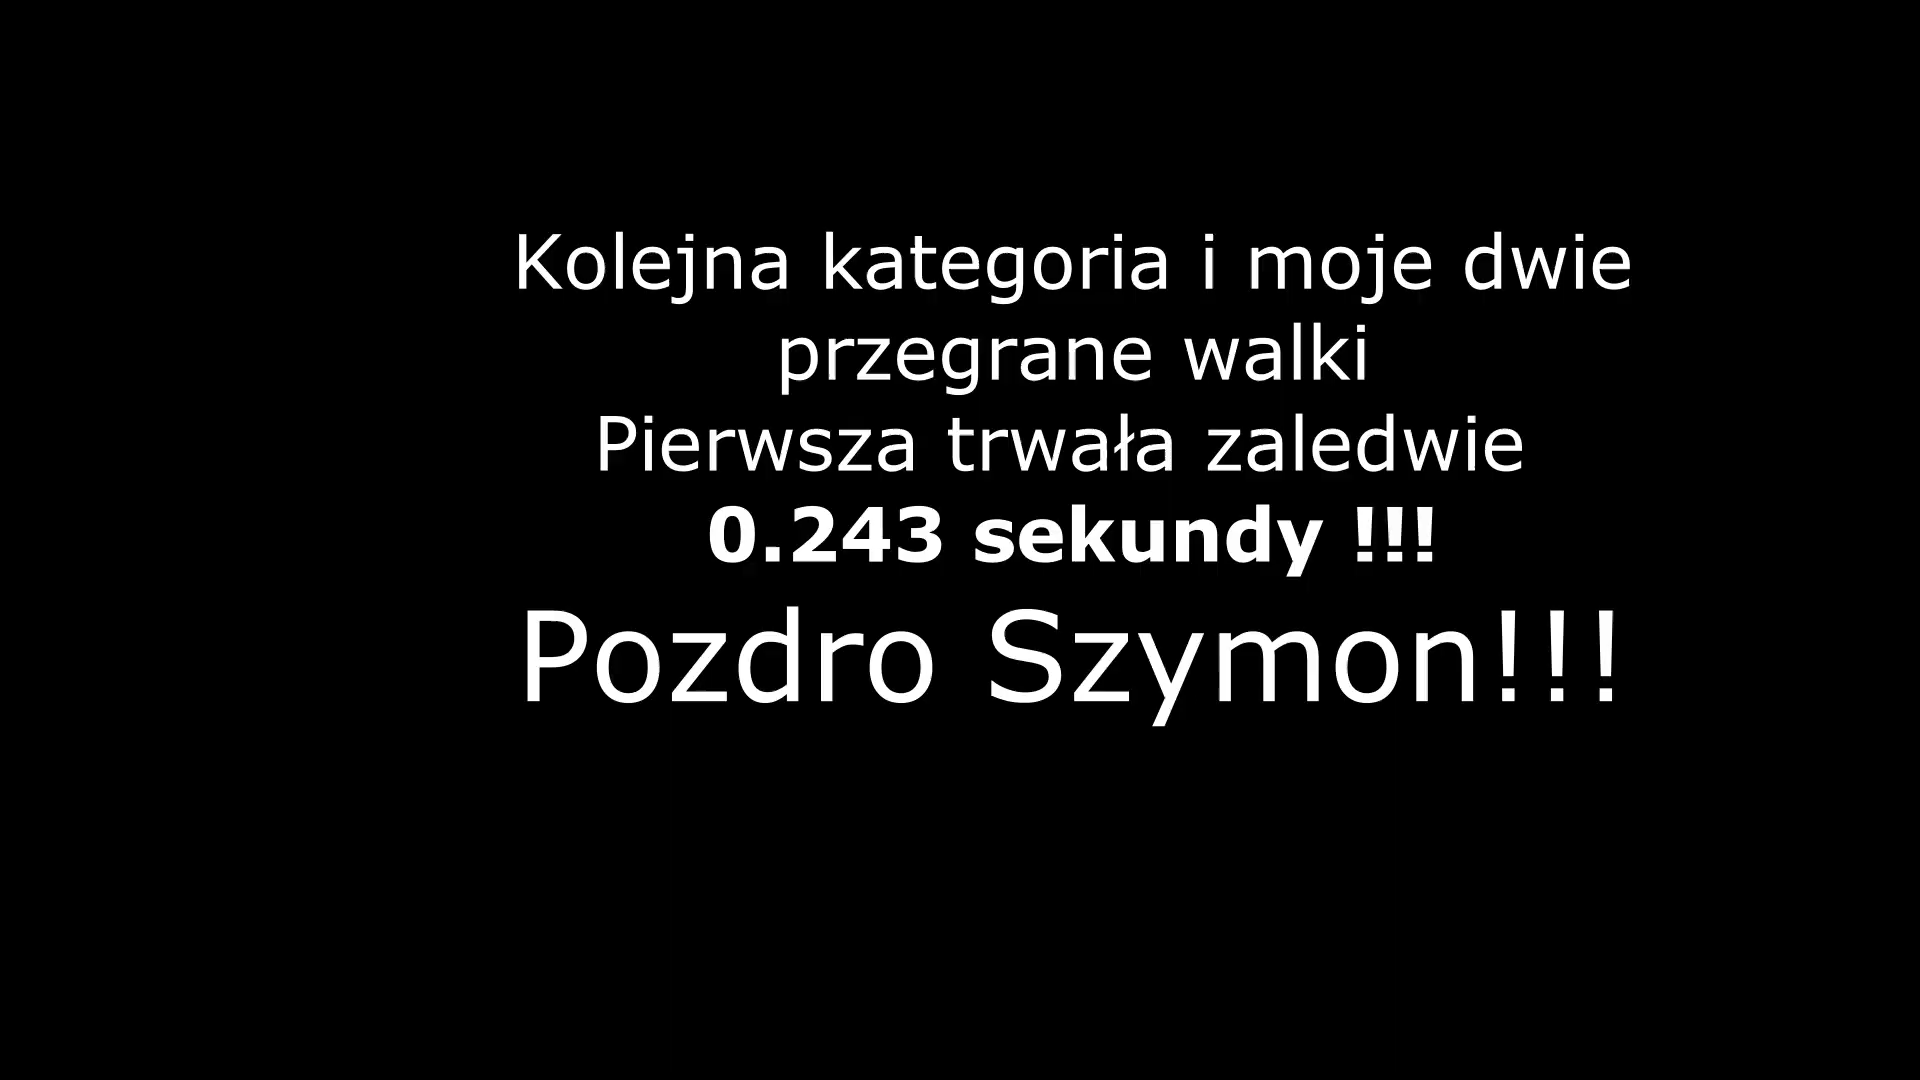 Kolejna kategoria i moje dwie
przegrane walki
Pierwsza trwała zaledwie
0.243 sekundy !!!
Pozdro Szymon!!!